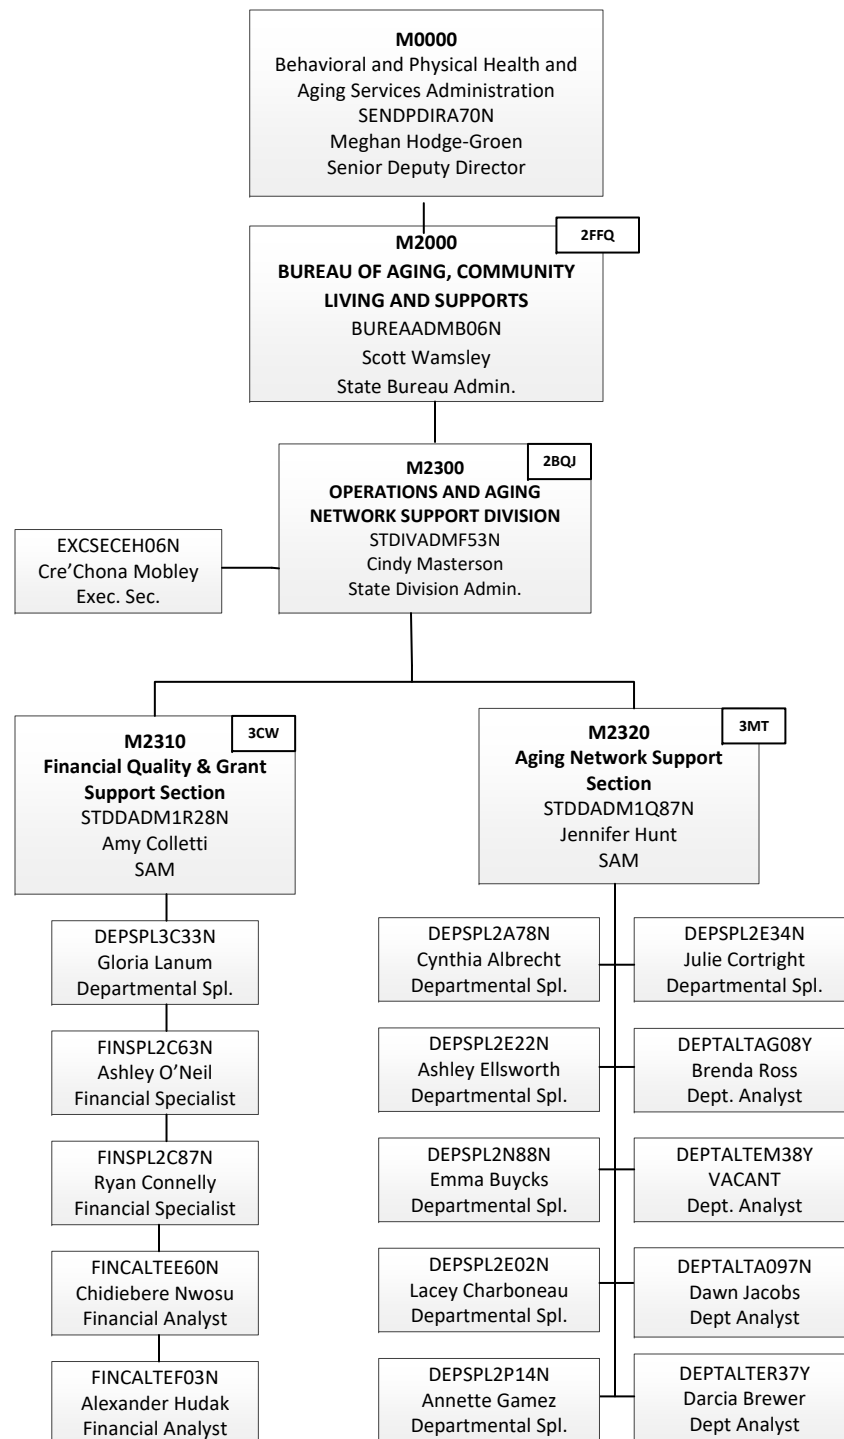 M0000
Behavioral and Physical Health and
Aging Services Administration
SENDPDIRA70N
Meghan Hodge-Groen
Senior Deputy Director
2FFQ
M2000
BUREAU OF AGING, COMMUNITY
LIVING AND SUPPORTS
BUREAADMB06N
Scott Wamsley
State Bureau Admin.
2BQJ
M2300
OPERATIONS AND AGING
NETWORK SUPPORT DIVISION
STDIVADMF53N
Cindy Masterson
State Division Admin.
EXCSECEH06N
Cre’Chona Mobley
Exec. Sec.
3CW
M2310
Financial Quality & Grant
Support Section
STDDADM1R28N
Amy Colletti
SAM
3MT
M2320
Aging Network Support
Section
STDDADM1Q87N
Jennifer Hunt
SAM
DEPSPL3C33N
Gloria Lanum
Departmental Spl.
FINSPL2C63N
Ashley O’Neil
Financial Specialist
FINSPL2C87N
Ryan Connelly
Financial Specialist
FINCALTEE60N
Chidiebere Nwosu
Financial Analyst
FINCALTEF03N
Alexander Hudak
Financial Analyst
DEPSPL2A78N
Cynthia Albrecht
Departmental Spl.
DEPSPL2E34N
Julie Cortright
Departmental Spl.
DEPSPL2E22N
Ashley Ellsworth
Departmental Spl.
DEPTALTAG08Y
Brenda Ross
Dept. Analyst
DEPSPL2N88N
Emma Buycks
Departmental Spl.
DEPTALTEM38Y
VACANT
Dept. Analyst
DEPSPL2E02N
Lacey Charboneau
Departmental Spl.
DEPTALTA097N
Dawn Jacobs
Dept Analyst
DEPSPL2P14N
Annette Gamez
Departmental Spl.
DEPTALTER37Y
Darcia Brewer
Dept Analyst